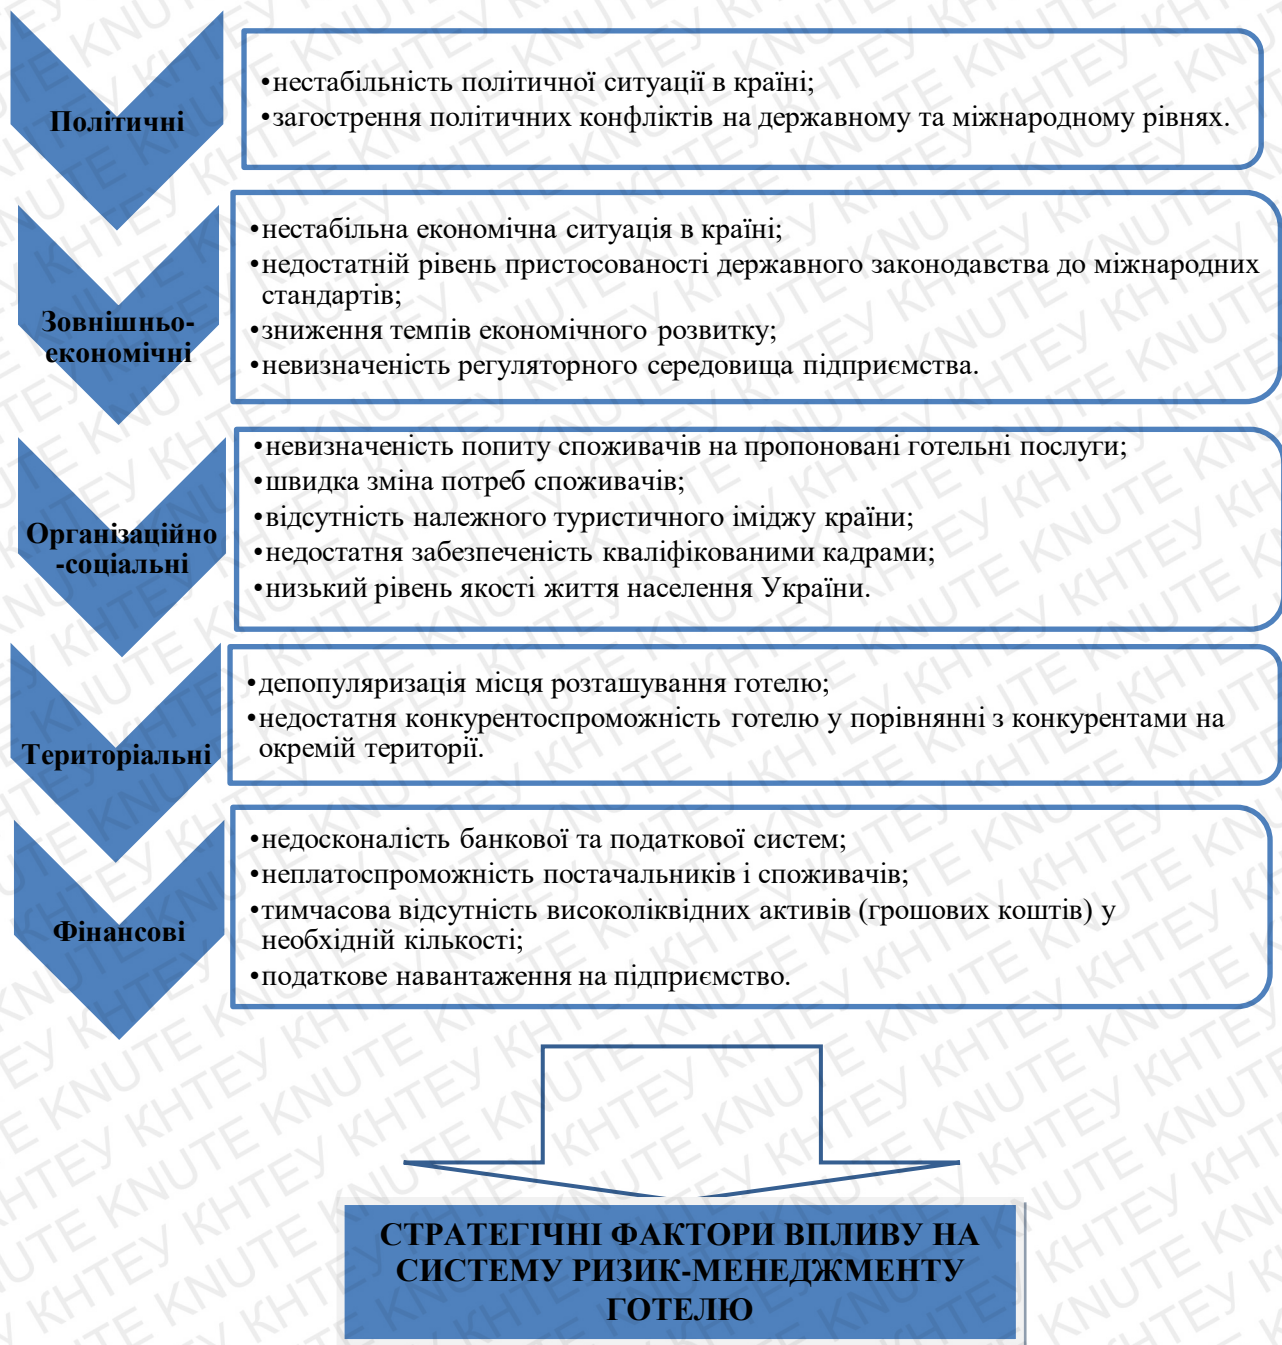 Політичні
•нестабільність політичної ситуації в країні;
•загострення політичних конфліктів на державному та міжнародному рівнях.
Зовнішньо-
економічні
•нестабільна економічна ситуація в країні;
•недостатній рівень пристосованості державного законодавства до міжнародних
стандартів;
•зниження темпів економічного розвитку;
•невизначеність регуляторного середовища підприємства.
Організаційно
-соціальні
•невизначеність попиту споживачів на пропоновані готельні послуги;
•швидка зміна потреб споживачів;
•відсутність належного туристичного іміджу країни;
•недостатня забезпеченість кваліфікованими кадрами;
•низький рівень якості життя населення України.
Територіальні
•депопуляризація місця розташування готелю;
•недостатня конкурентоспроможність готелю у порівнянні з конкурентами на
окремій території.
Фінансові
•недосконалість банкової та податкової систем;
•неплатоспроможність постачальників і споживачів;
•тимчасова відсутність високоліквідних активів (грошових коштів) у
необхідній кількості;
•податкове навантаження на підприємство.
СТРАТЕГІЧНІ ФАКТОРИ ВПЛИВУ НА
СИСТЕМУ РИЗИК-МЕНЕДЖМЕНТУ
ГОТЕЛЮ